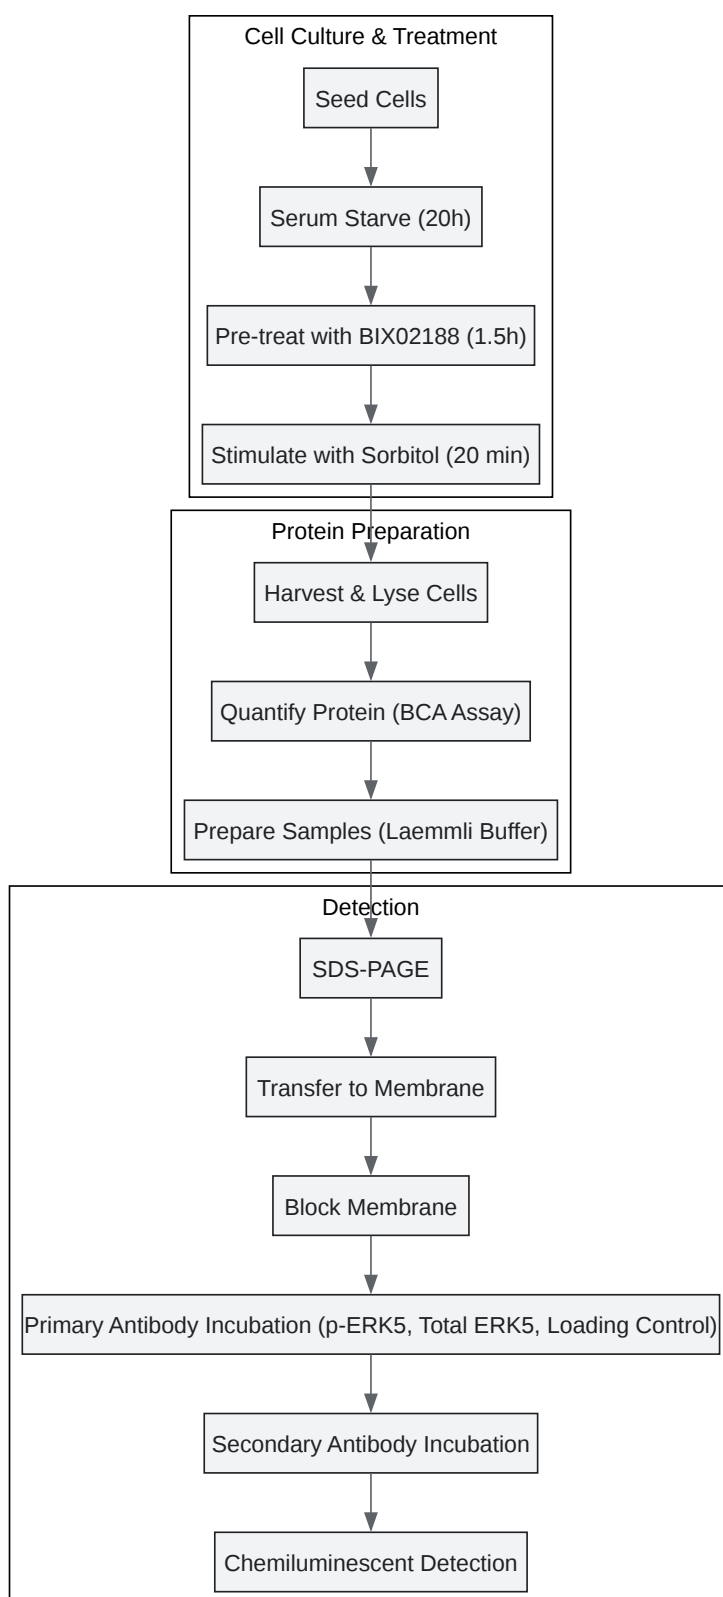 Cell Culture & Treatment
Seed Cells
Serum Starve (20h)
Pre-treat with BIX02188 (1.5h)
Stimulate with Sorbitol (20 min)
Protein Preparation
Harvest & Lyse Cells
Quantify Protein (BCA Assay)
Prepare Samples (Laemmli Buffer)
Detection
SDS-PAGE
Transfer to Membrane
Block Membrane
Primary Antibody Incubation (p-ERK5, Total ERK5, Loading Control)
Secondary Antibody Incubation
Chemiluminescent Detection